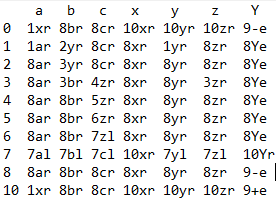 a b c x y z Y
0 1xr 8br 8cr 10xr 10yr 10zr 9-e
1 1ar 2yr 8cr 8xr 1yr 8zr 8Ye
2 8ar 3yr 8cr 8xr 8yr 8zr 8Ye
3 8ar 3br 4zr 8xr 8yr 3zr 8Ye
4 8ar 8br 5zr 8xr 8yr 8zr 8Ye
5 8ar 8br 6zr 8xr 8yr 8zr 8Ye
6 8ar 8br 7zl 8xr 8yr 8zr 8Ye
7 7al 7bl 7cl 10xr 7yl 7zl 10Yr
8 8ar 8br 8cr 8xr 8yr 8zr 9-e
10 1xr 8br 8cr 10xr 10yr 10zr 9+e